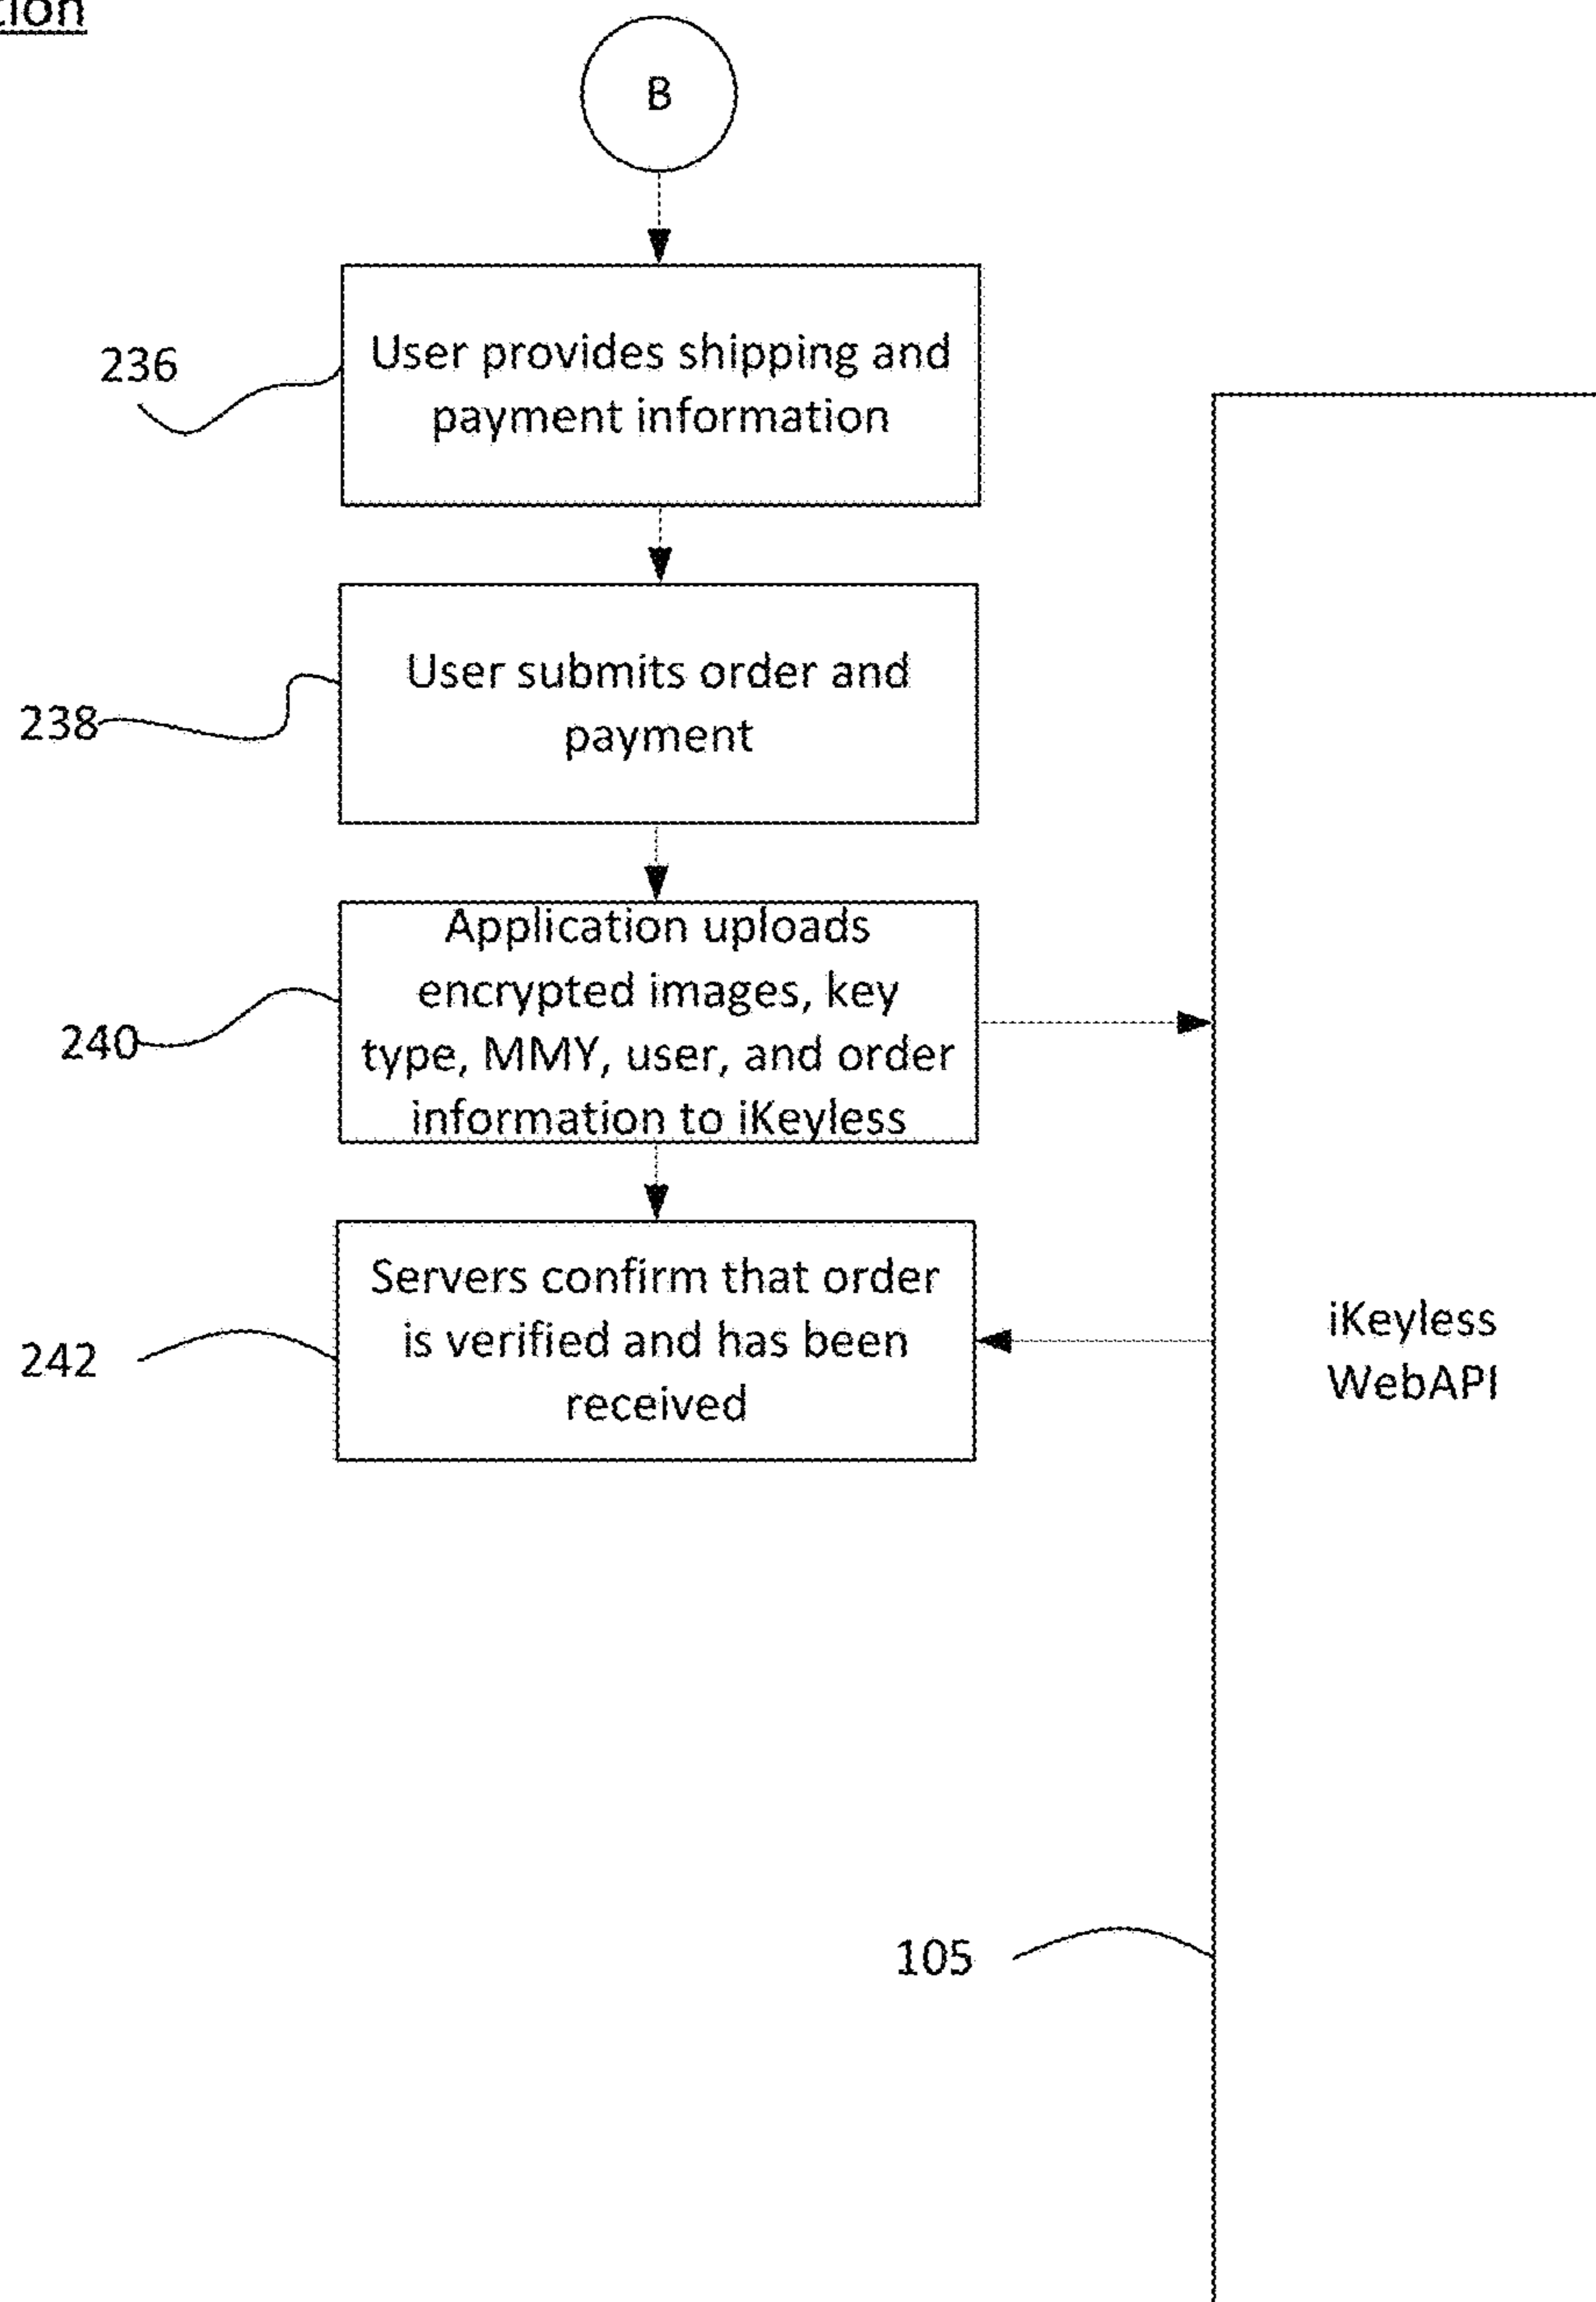 B
236
User provides shipping and
payment information
238
User submits order and
payment
240
Application uploads
encrypted images, key
type, MMY, user, and order
information to iKeyless
242
Servers confirm that order
is verified and has been
received
iKeyless
WebAPI
105